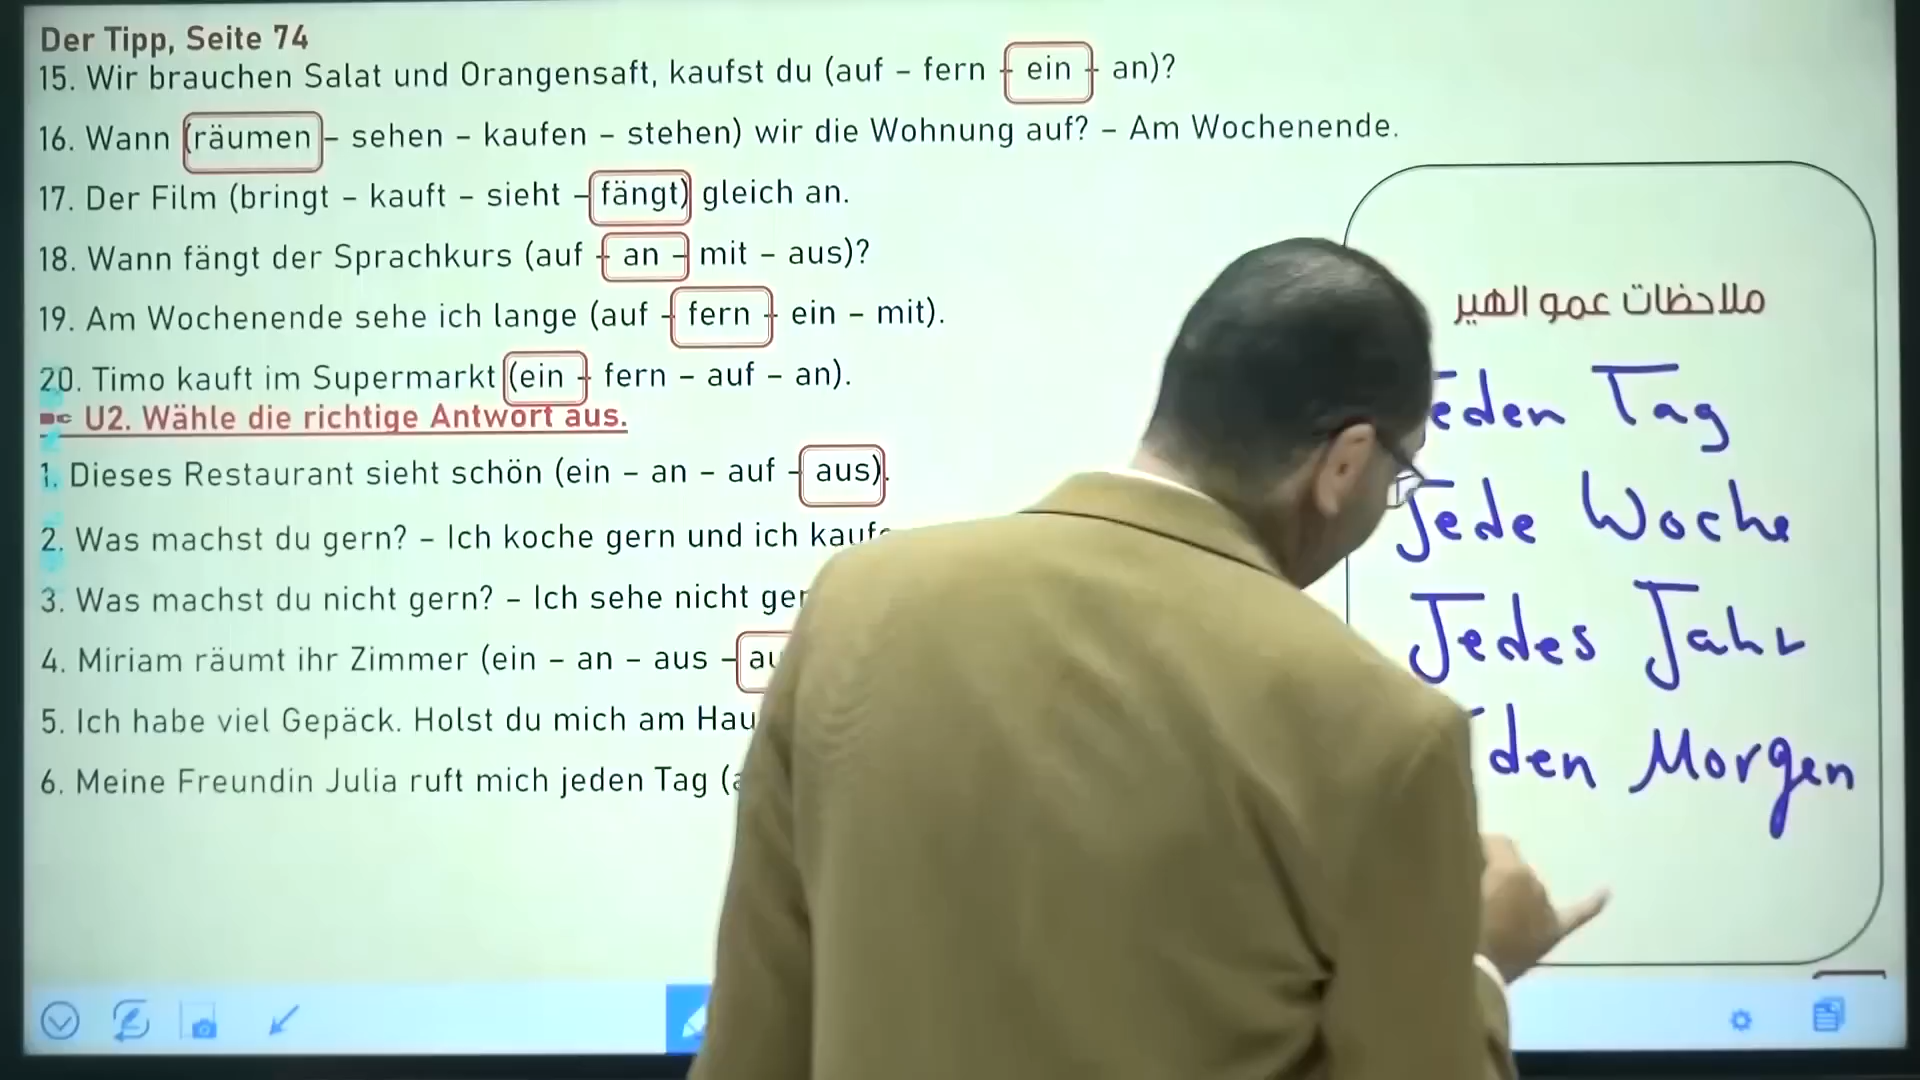 Der Tipp, Seite 74
15. Wir brauchen Salat und Orangensaft, kaufst du (auf – fern – ein – an)?
16. Wann (räumen – sehen – kaufen – stehen) wir die Wohnung auf? – Am Wochenende.
17. Der Film (bringt – kauft – sieht – fängt) gleich an.
18. Wann fängt der Sprachkurs (auf – an – mit – aus)?
19. Am Wochenende sehe ich lange (auf – fern – ein – mit).
20. Timo kauft im Supermarkt (ein – fern – auf – an).
U2. Wähle die richtige Antwort aus.
1. Dieses Restaurant sieht schön (ein – an – auf – aus).
2. Was machst du gern? – Ich koche gern und ich
3. Was machst du nicht gern? – Ich sehe nicht
4. Miriam räumt ihr Zimmer (ein – an – aus –
5. Ich habe viel Gepäck. Holst du mich am
6. Meine Freundin Julia ruft mich jeden Tag
ملاحظات عمو الهير
Tag
Jede Woche
Jedes Jahr
Morgen